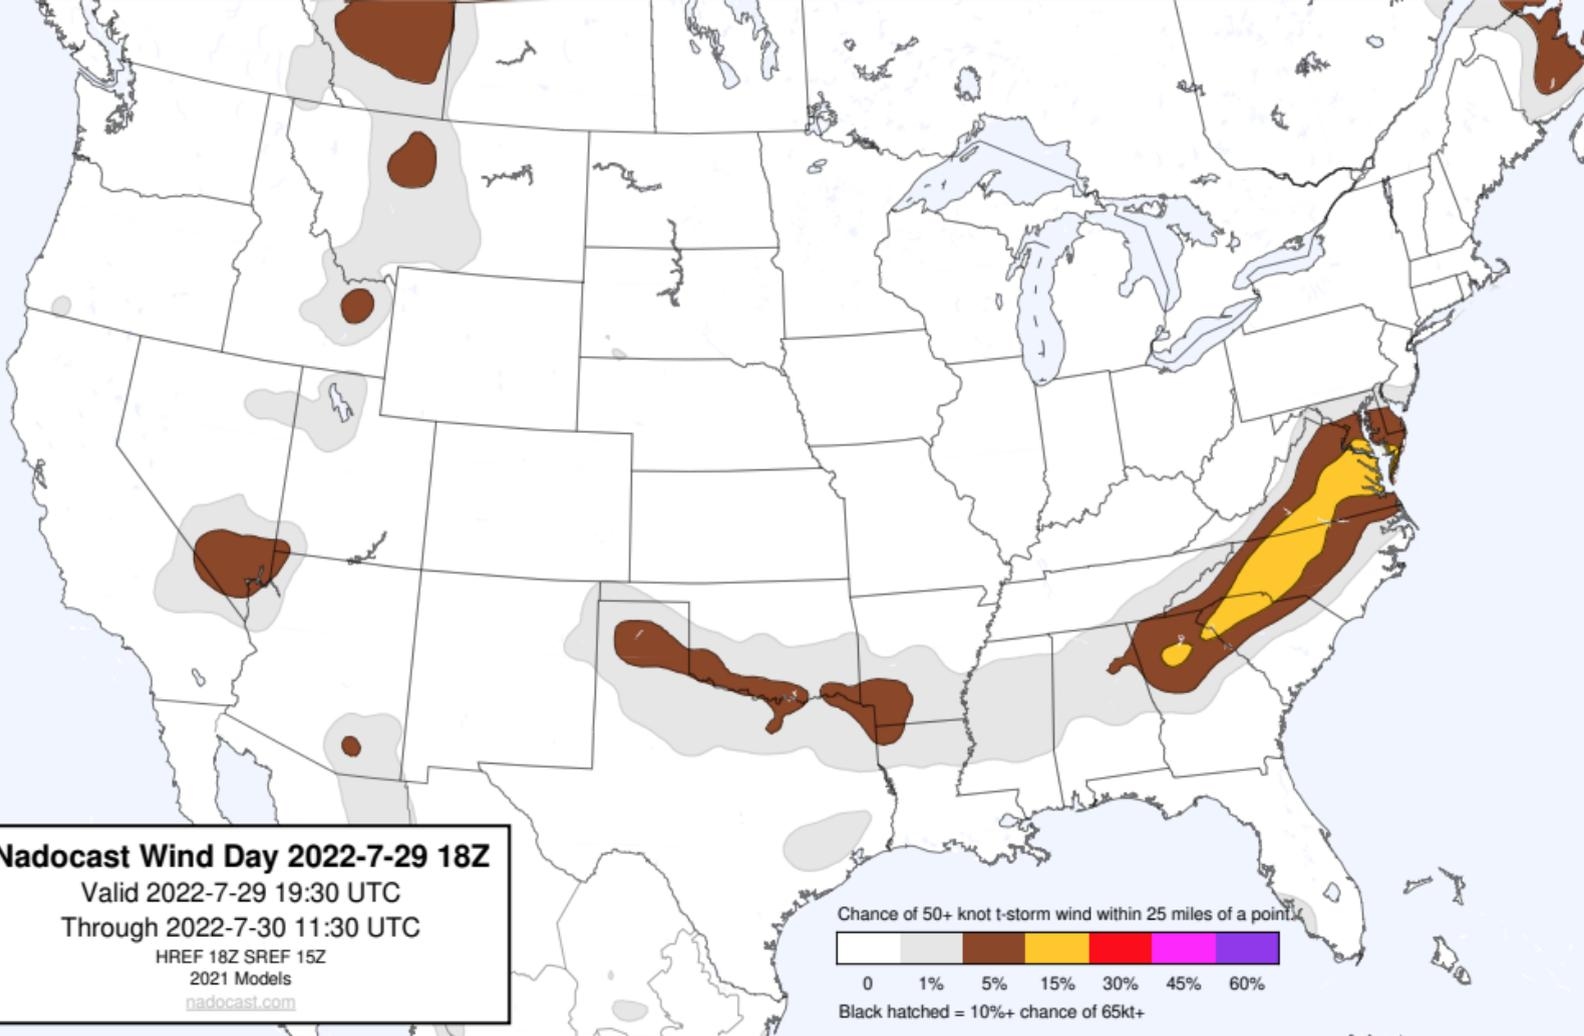 Nadocast Wind Day 2022-7-29 18Z
Valid 2022-7-29 19:30 UTC
Through 2022-7-30 11:30 UTC
HREF 18Z SREF 15Z
2021 Models
nadocast.com
Chance of 50+ knot t-storm wind within 25 miles of a point.
0 1% 5% 15% 30% 45% 60%
Black hatched = 10%+ chance of 65kt+